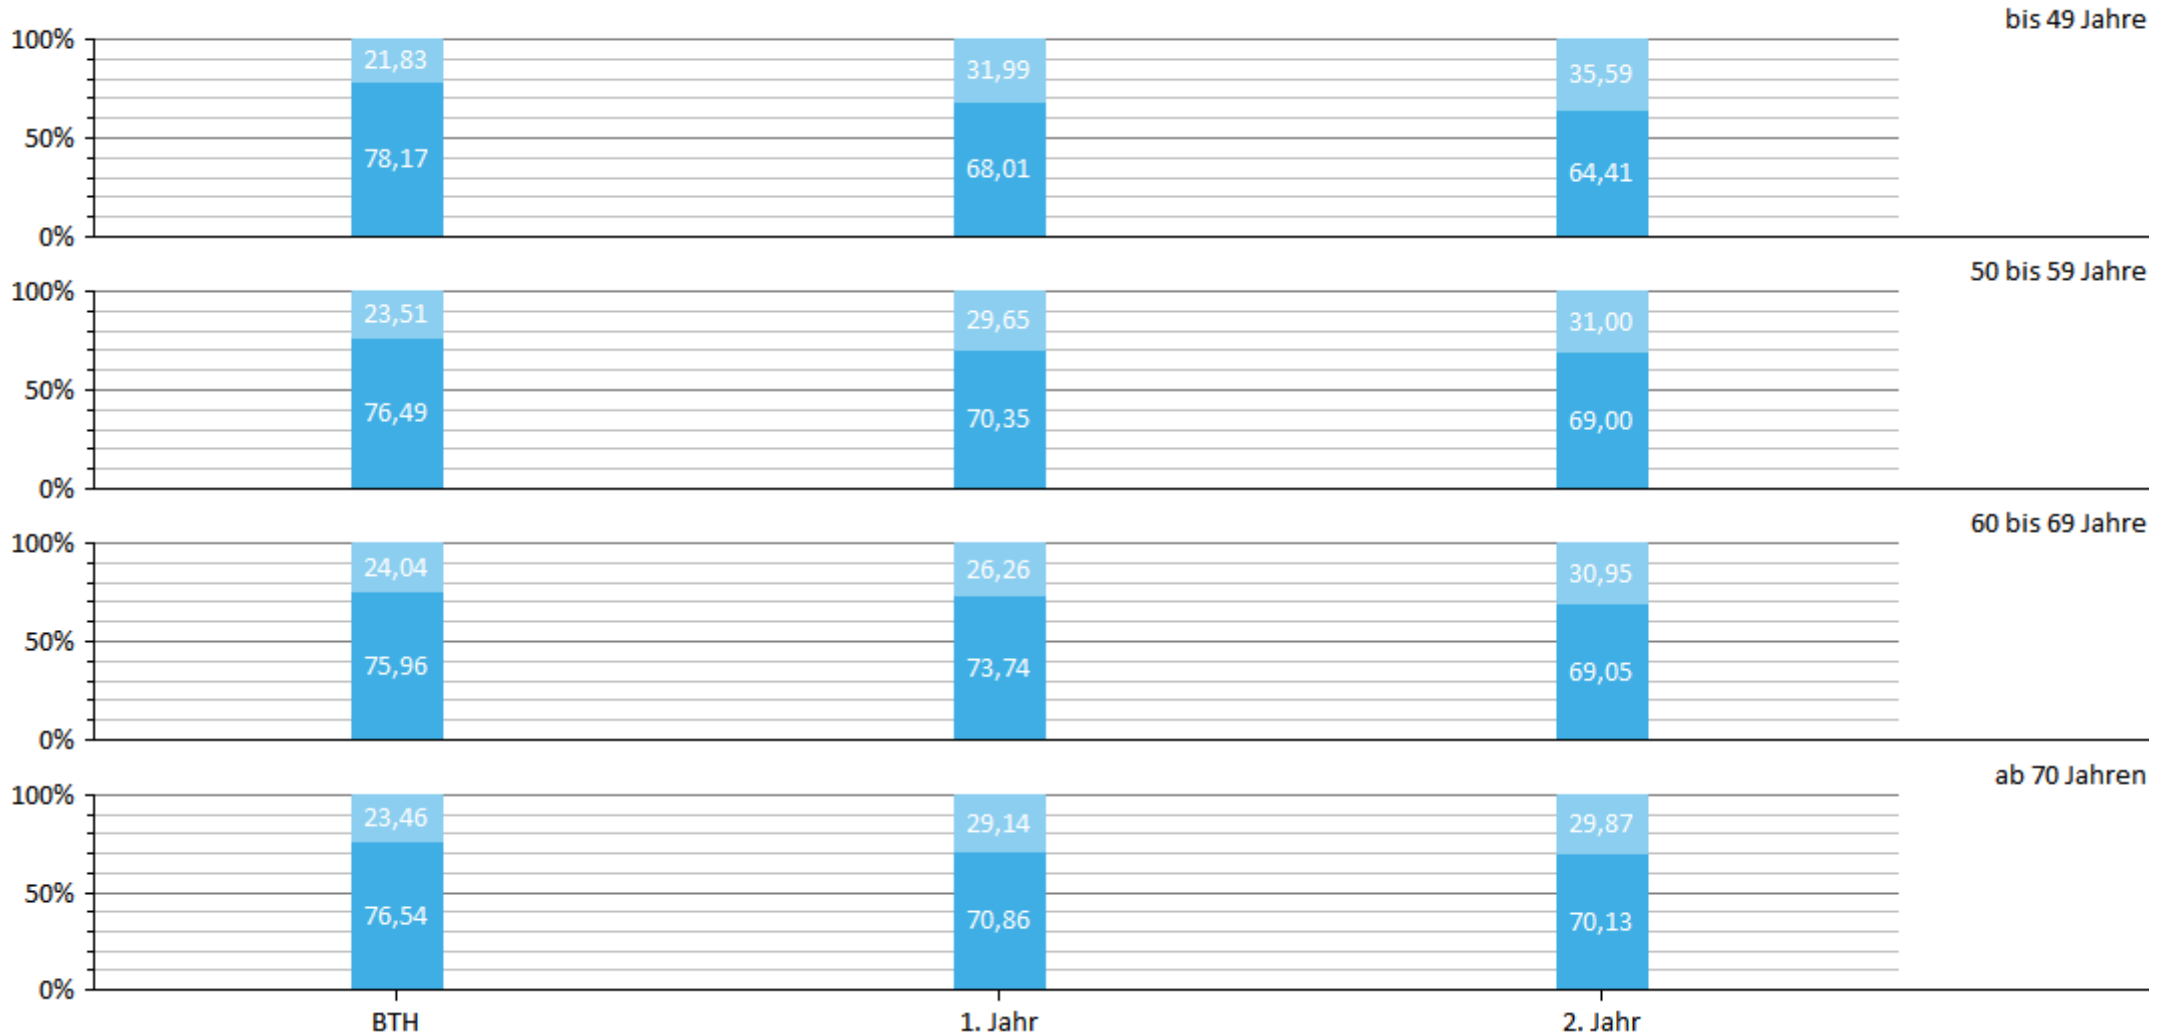 bis 49 Jahre
100%
21,83 31,99 35,59
50%
78,17 68,01 64,41
0%
50 bis 59 Jahre
100%
23,51 29,65 31,00
50%
76,49 70,35 69,00
0%
60 bis 69 Jahre
100%
24,04 26,26 30,95
50%
75,96 73,74 69,05
0%
ab 70 Jahren
100%
23,46 29,14 29,87
50%
76,54 70,86 70,13
0%
BTH 1. Jahr 2. Jahr